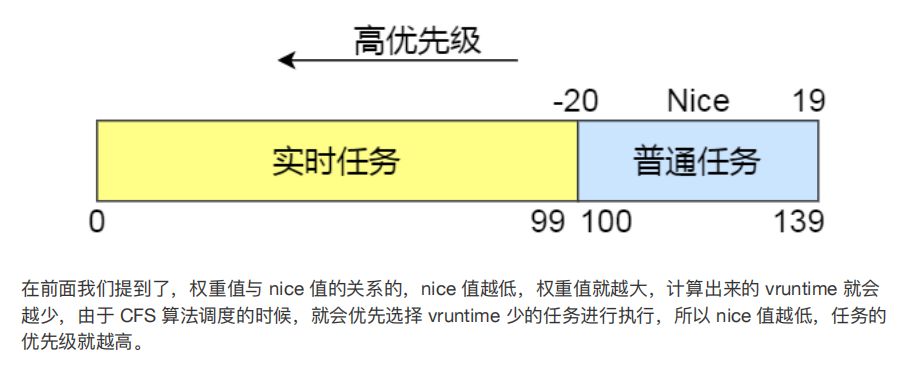 高优先级
-20 Nice 19
实时任务 普通任务
0 99 100 139
在前面我们提到了，权重值与 nice 值的关系的，nice 值越低，权重值就越大，计算出来的 vruntime 就会
越少，由于 CFS 算法调度的时候，就会优先选择 vruntime 少的任务进行执行，所以 nice 值越低，任务的
优先级就越高。